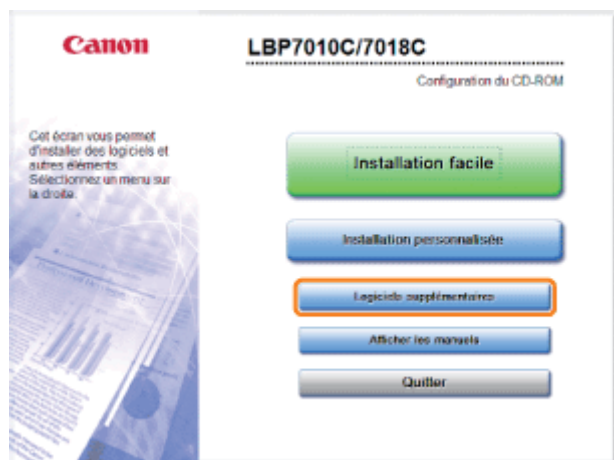 Canon
LBP7010C/7018C
Configuration du CD-ROM
Cet écran vous permet
d'installer des logiciels et
autres éléments.
Sélectionnez un menu sur
la droite.
Installation facile
Installation personnalisée
Logiciels supplémentaires
Afficher les manuels
Quitter